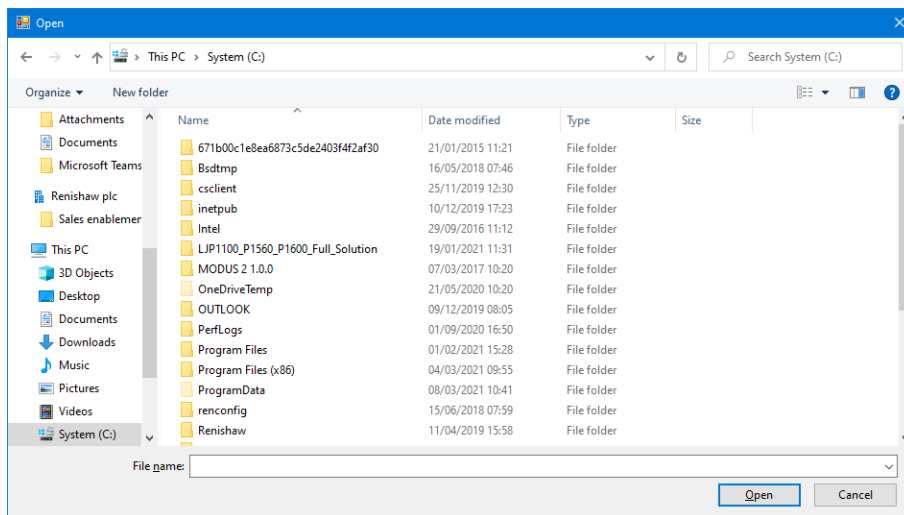 Open
This PC > System (C:)
Search System (C:)
Organize
New folder
Attachments
Documents
Microsoft Teams
Renishaw plc
Sales enablemer
This PC
3D Objects
Desktop
Documents
Downloads
Music
Pictures
Videos
System (C:)
Name Date modified Type Size
671b00c1e8ea6873c5de2403f4f2af30 21/01/2015 11:21 File folder
Bsdtmp 16/05/2018 07:46 File folder
csclient 25/11/2019 12:30 File folder
inetpub 10/12/2019 17:23 File folder
Intel 29/09/2016 11:12 File folder
LJP1100_P1560_P1600_Full_Solution 19/01/2021 11:31 File folder
MODUS 2 1.0.0 07/03/2017 10:20 File folder
OneDriveTemp 21/05/2020 10:20 File folder
OUTLOOK 09/12/2019 08:05 File folder
PerfLogs 01/09/2020 16:50 File folder
Program Files 01/02/2021 15:28 File folder
Program Files (x86) 04/03/2021 09:55 File folder
ProgramData 08/03/2021 10:41 File folder
renconfig 15/06/2018 07:59 File folder
Renishaw 11/04/2019 15:58 File folder
File name:
Open
Cancel